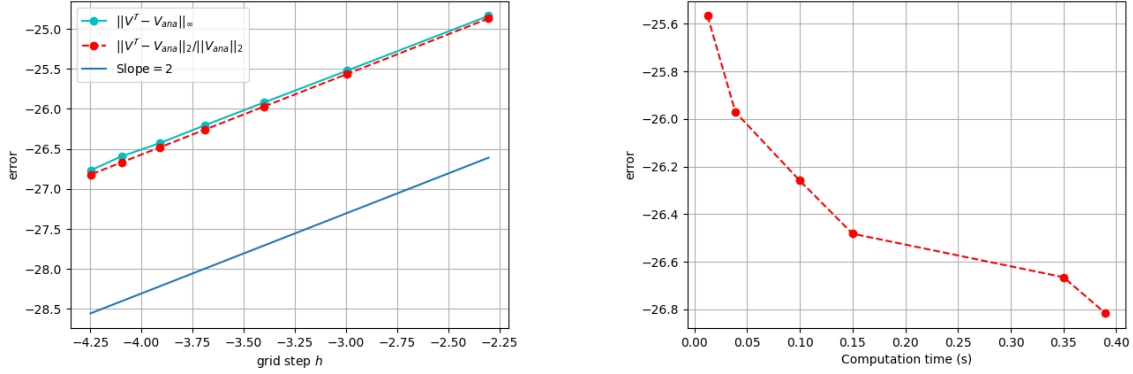 −25.0
−25.5
−26.0
−26.5
−27.0
−27.5
−28.0
−28.5
error
||V^𝒯 − V_ana||_∞
||V^𝒯 − V_ana||_2/||V_ana||_2
Slope = 2
−4.25 −4.00 −3.75 −3.50 −3.25 −3.00 −2.75 −2.50 −2.25
grid step h
−25.6
−25.8
−26.0
−26.2
−26.4
−26.6
−26.8
error
0.00 0.05 0.10 0.15 0.20 0.25 0.30 0.35 0.40
Computation time (s)